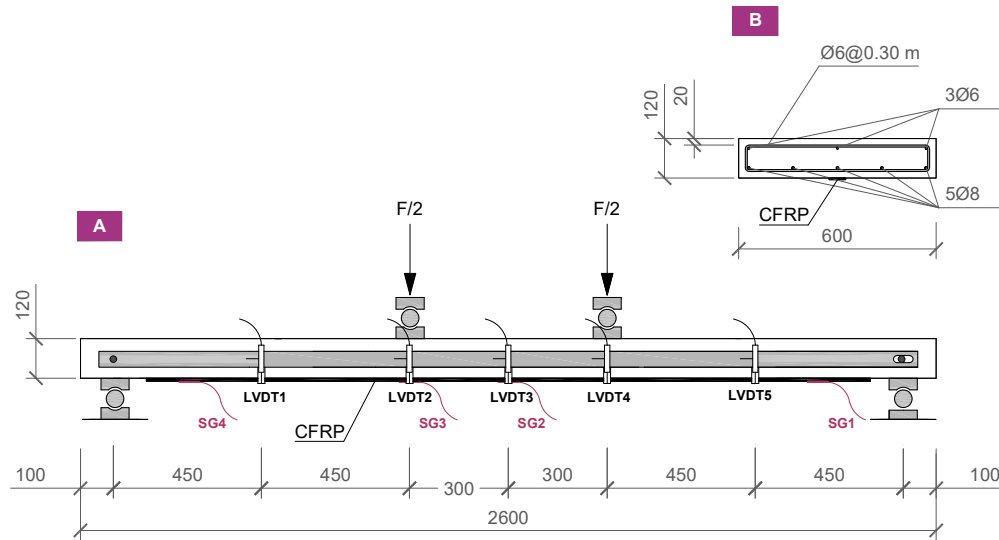 B
Ø6@0.30 m
120
20
3Ø6
5Ø8
CFRP
600
A
F/2
F/2
120
LVDT1
LVDT2
LVDT3
LVDT4
LVDT5
SG4
SG3
SG2
SG1
CFRP
100
450
450
300
300
450
450
100
2600